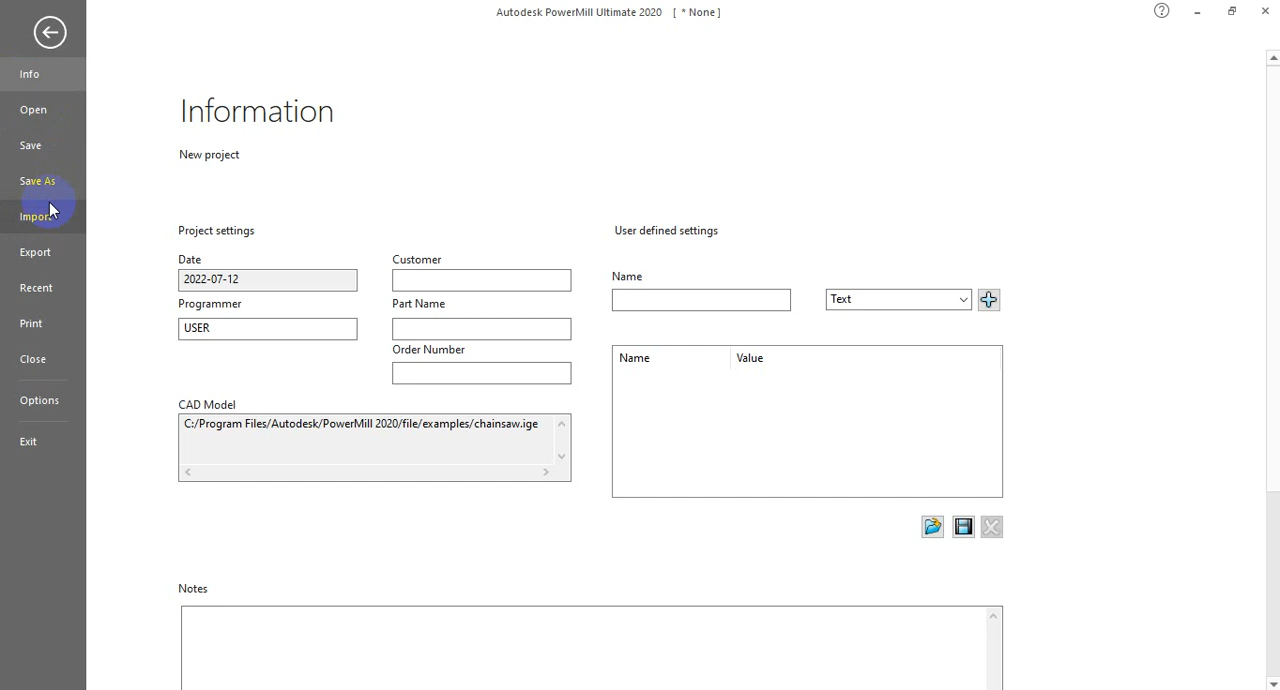 Autodesk PowerMill Ultimate 2020 [ * None ]
Info
Open
Save
Save As
Import
Export
Recent
Print
Close
Options
Exit
Information
New project
Project settings
Date
2022-07-12
Programmer
USER
Customer
Part Name
Order Number
CAD Model
C:/Program Files/Autodesk/PowerMill 2020/file/examples/chainsaw.ige
User defined settings
Name
Text
Name Value
Notes